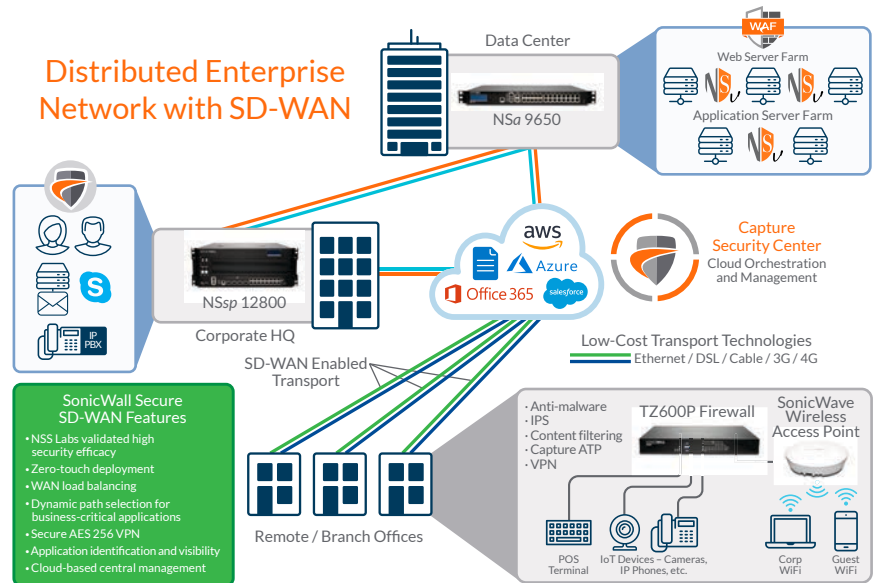 Distributed Enterprise
Network with SD-WAN
Data Center
NSa 9650
WAF
Web Server Farm
NSv
NSv
Application Server Farm
NSv
NSsp 12800
Corporate HQ
IP
PBX
aws
Azure
Office 365
salesforce
Capture
Security Center
Cloud Orchestration
and Management
Low-Cost Transport Technologies
Ethernet / DSL / Cable / 3G / 4G
SD-WAN Enabled
Transport
SonicWall Secure
SD-WAN Features
• NSS Labs validated high
security efficacy
• Zero-touch deployment
• WAN load balancing
• Dynamic path selection for
business-critical applications
• Secure AES 256 VPN
• Application identification and visibility
• Cloud-based central management
Remote / Branch Offices
· Anti-malware
· IPS
· Content filtering
· Capture ATP
· VPN
TZ600P Firewall
SonicWave
Wireless
Access Point
POS
Terminal
IoT Devices – Cameras,
IP Phones, etc.
Corp
WiFi
Guest
WiFi